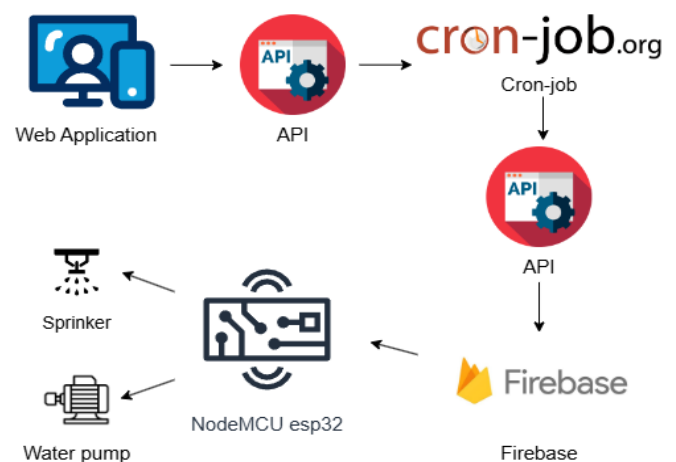 cron-job.org
API
Web Application
API
Cron-job
API
API
Sprinker
Firebase
NodeMCU esp32
Water pump
Firebase